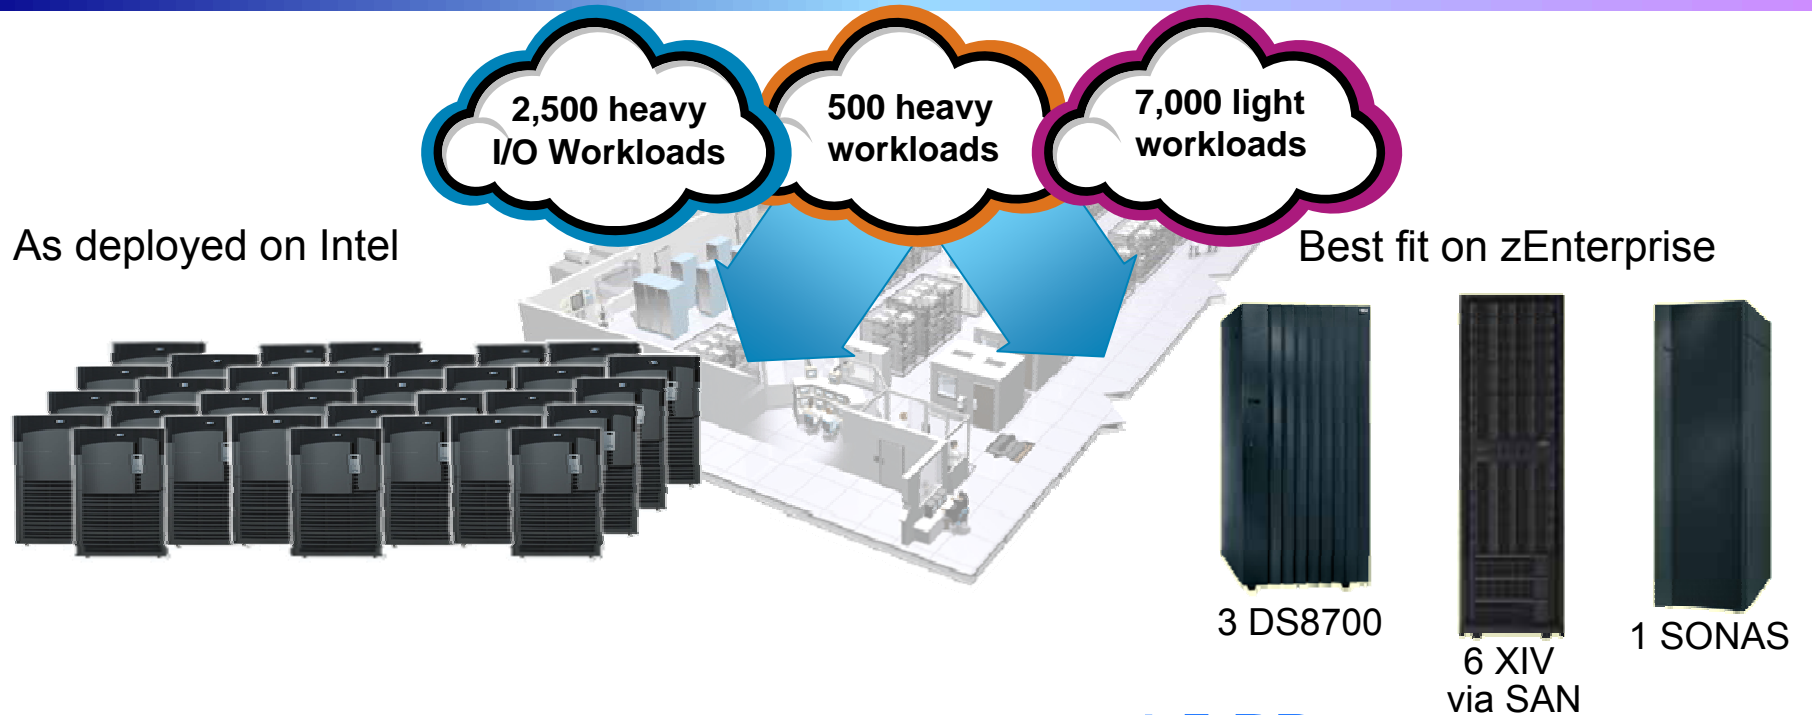 2,500 heavy
I/O Workloads
500 heavy
workloads
7,000 light
workloads
As deployed on Intel
Best fit on zEnterprise
3 DS8700
6 XIV
via SAN
1 SONAS